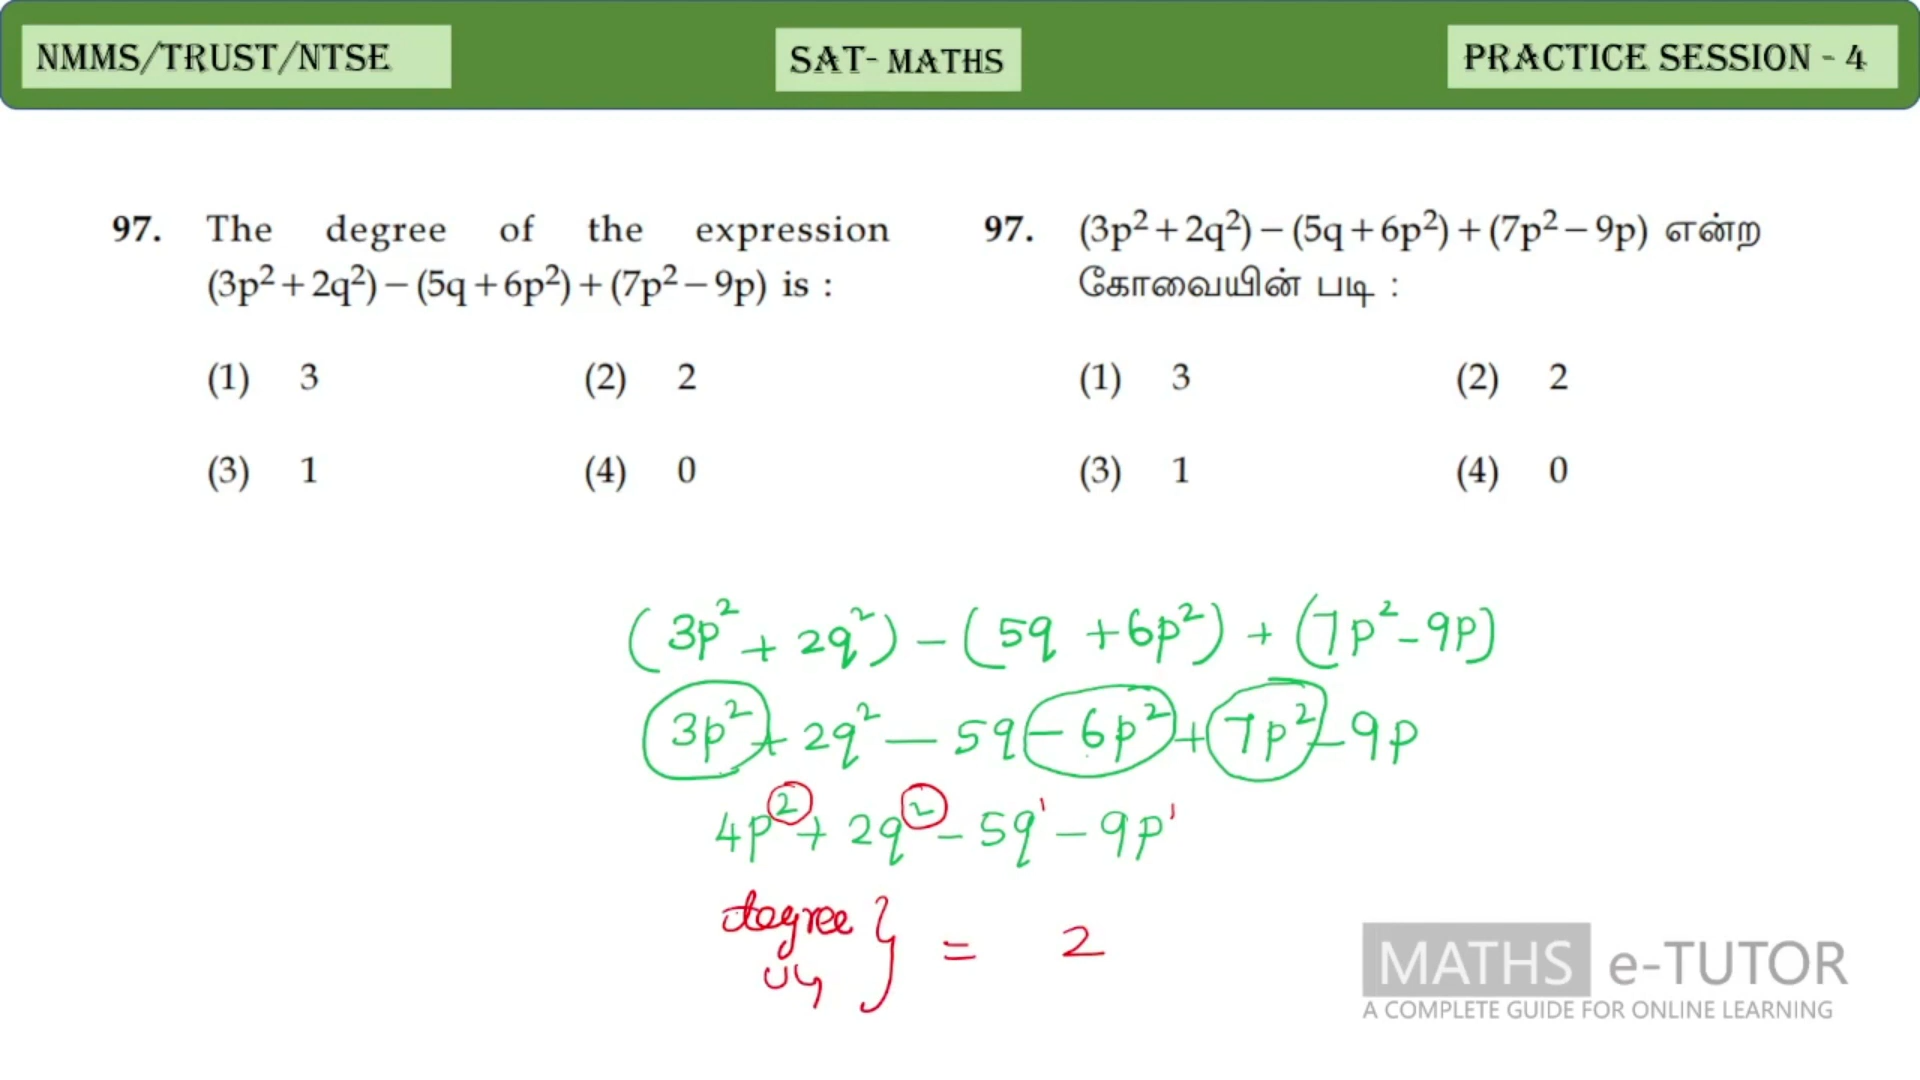 NMMS/TRUST/NTSE
SAT- MATHS
PRACTICE SESSION - 4
97. The degree of the expression
(3p²+2q²)−(5q+6p²)+(7p²−9p) is :
(1) 3 (2) 2
(3) 1 (4) 0
97. (3p²+2q²)−(5q+6p²)+(7p²−9p) என்ற
கோவையின் படி :
(1) 3 (2) 2
(3) 1 (4) 0
(3p² + 2q²) − (5q + 6p²) + (7p² − 9p)
3p² + 2q² − 5q − 6p² + 7p² − 9p
4p² + 2q² − 5q¹ − 9p¹
degree } = 2
படி
MATHS e-TUTOR
A COMPLETE GUIDE FOR ONLINE LEARNING